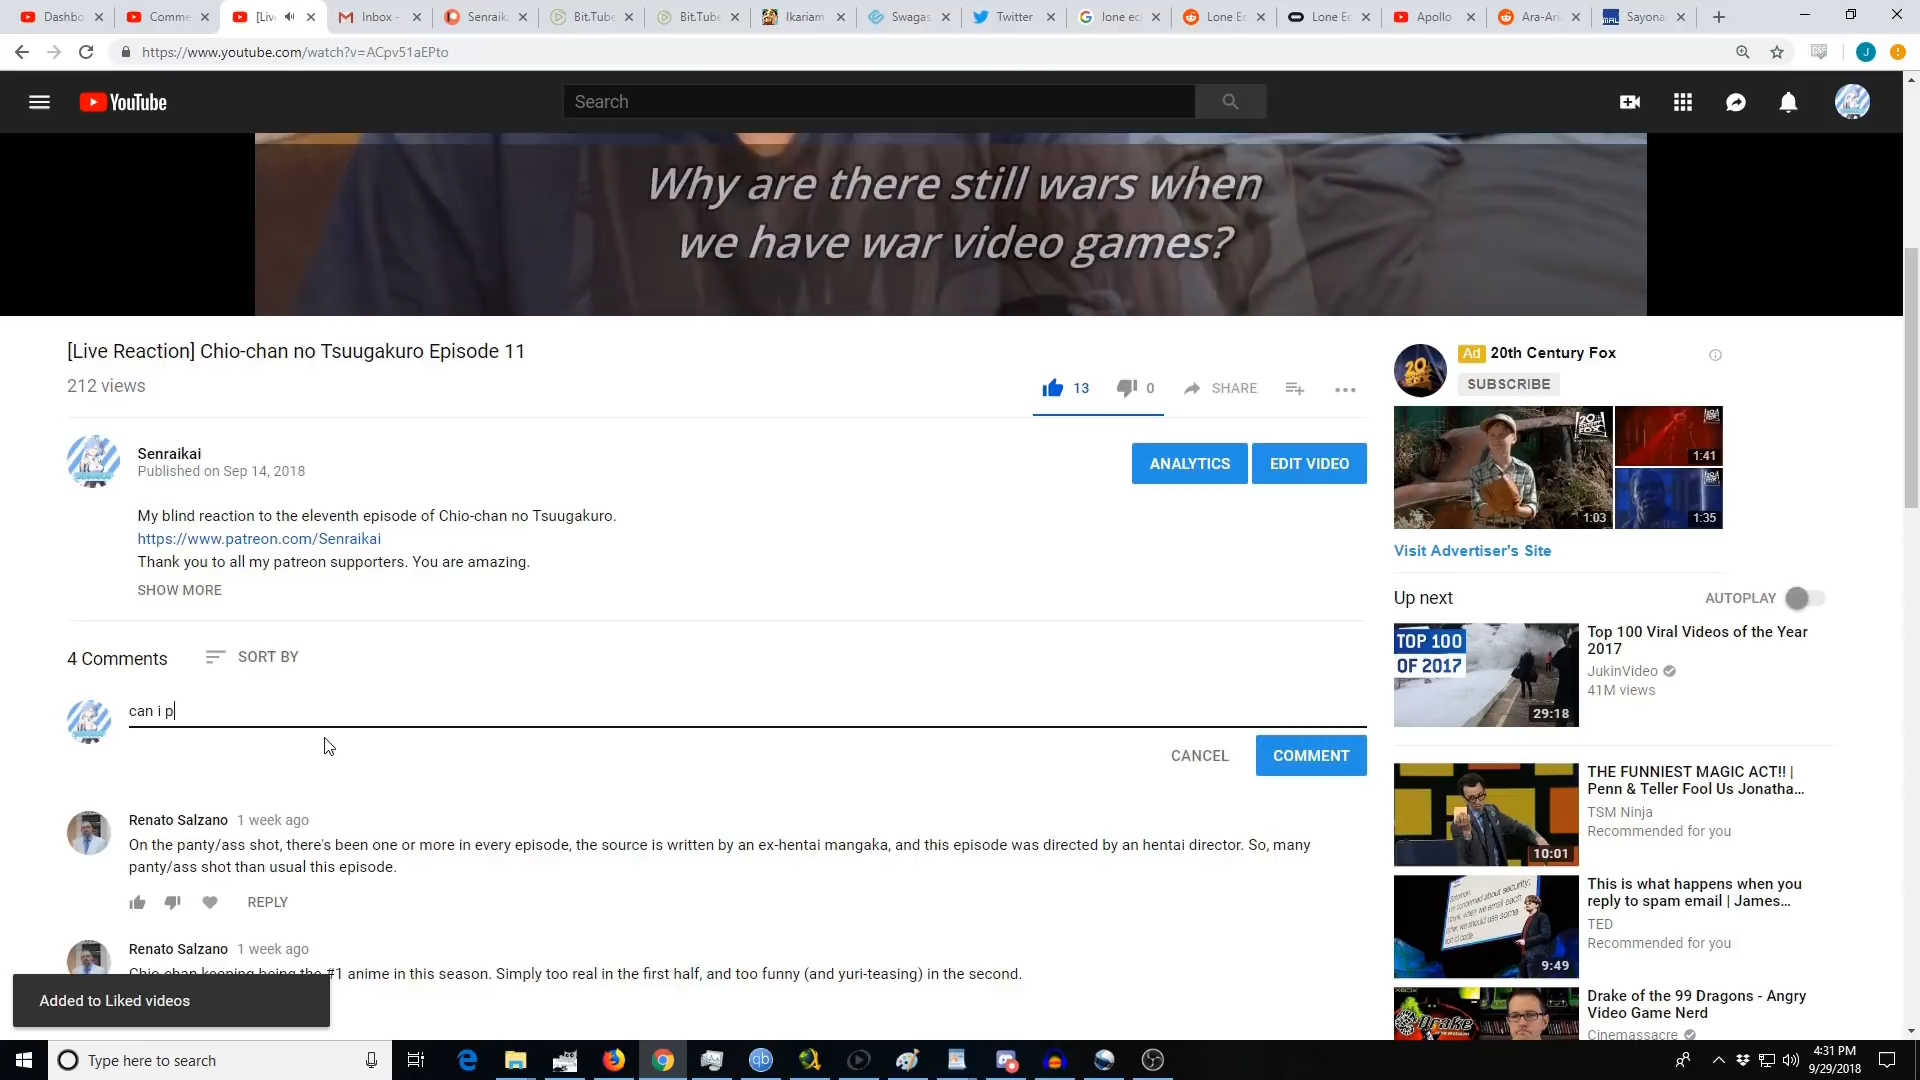 Dashbo
Comme
[Liv
Inbox -
Senraik
Bit.Tube
Bit.Tube
Ikariam
Swagas
Twitter
lone ec
Lone Ec
Lone Ec
Apollo
Ara-Ara
Sayona
https://www.youtube.com/watch?v=ACpv51aEPto
J
YouTube
Search
Why are there still wars when
we have war video games?
[Live Reaction] Chio-chan no Tsuugakuro Episode 11
212 views
13
0
SHARE
Senraikai
Published on Sep 14, 2018
ANALYTICS
EDIT VIDEO
My blind reaction to the eleventh episode of Chio-chan no Tsuugakuro.
https://www.patreon.com/Senraikai
Thank you to all my patreon supporters. You are amazing.
SHOW MORE
4 Comments
SORT BY
can i p
CANCEL
COMMENT
Renato Salzano 1 week ago
On the panty/ass shot, there's been one or more in every episode, the source is written by an ex-hentai mangaka, and this episode was directed by an hentai director. So, many
panty/ass shot than usual this episode.
REPLY
Renato Salzano 1 week ago
Chio-chan keeping being the #1 anime in this season. Simply too real in the first half, and too funny (and yuri-teasing) in the second.
Added to Liked videos
Ad 20th Century Fox
SUBSCRIBE
1:03
1:41
1:35
Visit Advertiser's Site
Up next
AUTOPLAY
TOP 100
OF 2017
29:18
Top 100 Viral Videos of the Year
2017
JukinVideo
41M views
10:01
THE FUNNIEST MAGIC ACT!! |
Penn & Teller Fool Us Jonatha...
TSM Ninja
Recommended for you
9:49
This is what happens when you
reply to spam email | James...
TED
Recommended for you
Drake of the 99 Dragons - Angry
Video Game Nerd
Cinemassacre
Type here to search
4:31 PM
9/29/2018